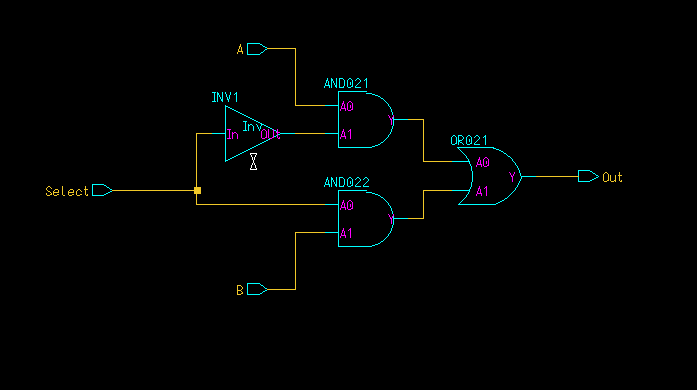 A
AND021
INV1
A0
Y
In
Inv
Out
A1
OR021
A0
Y
Out
A1
Select
AND022
A0
Y
A1
B